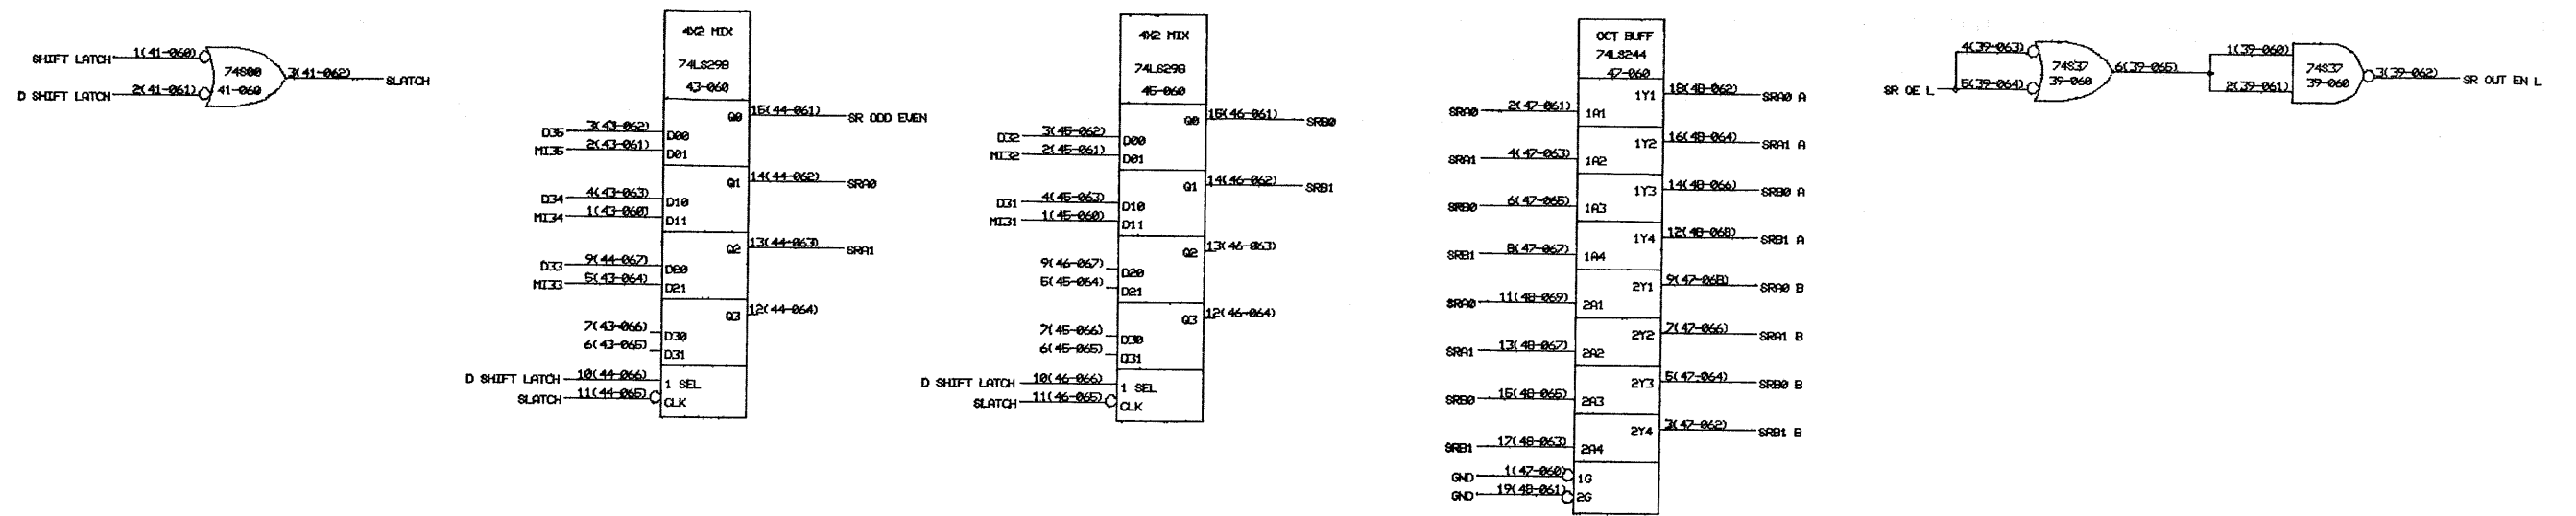 SHIFT LATCH 1(41-060)
D SHIFT LATCH 2(41-061)
74S00
41-060
3(41-062) SLATCH
4X2 MIX
74LS298
43-060
Q0 15(44-061) SR ODD EVEN
D35 3(43-062) D00
MI35 2(43-061) D01
Q1 14(44-062) SRA0
D34 4(43-063) D10
MI34 1(43-060) D11
Q2 13(44-063) SRA1
D33 9(44-067) D20
MI33 5(43-064) D21
Q3 12(44-064)
7(43-066) D30
6(43-065) D31
D SHIFT LATCH 10(44-066) 1 SEL
SLATCH 11(44-065) CLK
4X2 MIX
74LS298
45-060
Q0 15(46-061) SRB0
D32 3(45-062) D00
MI32 2(45-061) D01
Q1 14(46-062) SRB1
D31 4(45-063) D10
MI31 1(45-060) D11
Q2 13(46-063)
9(46-067) D20
5(45-064) D21
Q3 12(46-064)
7(45-066) D30
6(45-065) D31
D SHIFT LATCH 10(46-066) 1 SEL
SLATCH 11(46-065) CLK
OCT BUFF
74LS244
47-060
1Y1 18(48-062) SRA0 A
SRA0 2(47-061) 1A1
1Y2 16(48-064) SRA1 A
SRA1 4(47-063) 1A2
1Y3 14(48-066) SRB0 A
SRB0 6(47-065) 1A3
1Y4 12(48-068) SRB1 A
SRB1 8(47-067) 1A4
2Y1 9(47-068) SRA0 B
SRA0 11(48-069) 2A1
2Y2 7(47-066) SRA1 B
SRA1 13(48-067) 2A2
2Y3 5(47-064) SRB0 B
SRB0 15(48-065) 2A3
2Y4 3(47-062) SRB1 B
SRB1 17(48-063) 2A4
GND 1(47-060) 1G
GND 19(48-061) 2G
4(39-063)
SR OE L 5(39-064)
74S37
39-060
6(39-065)
1(39-060)
2(39-061)
74S37
39-060
3(39-062) SR OUT EN L